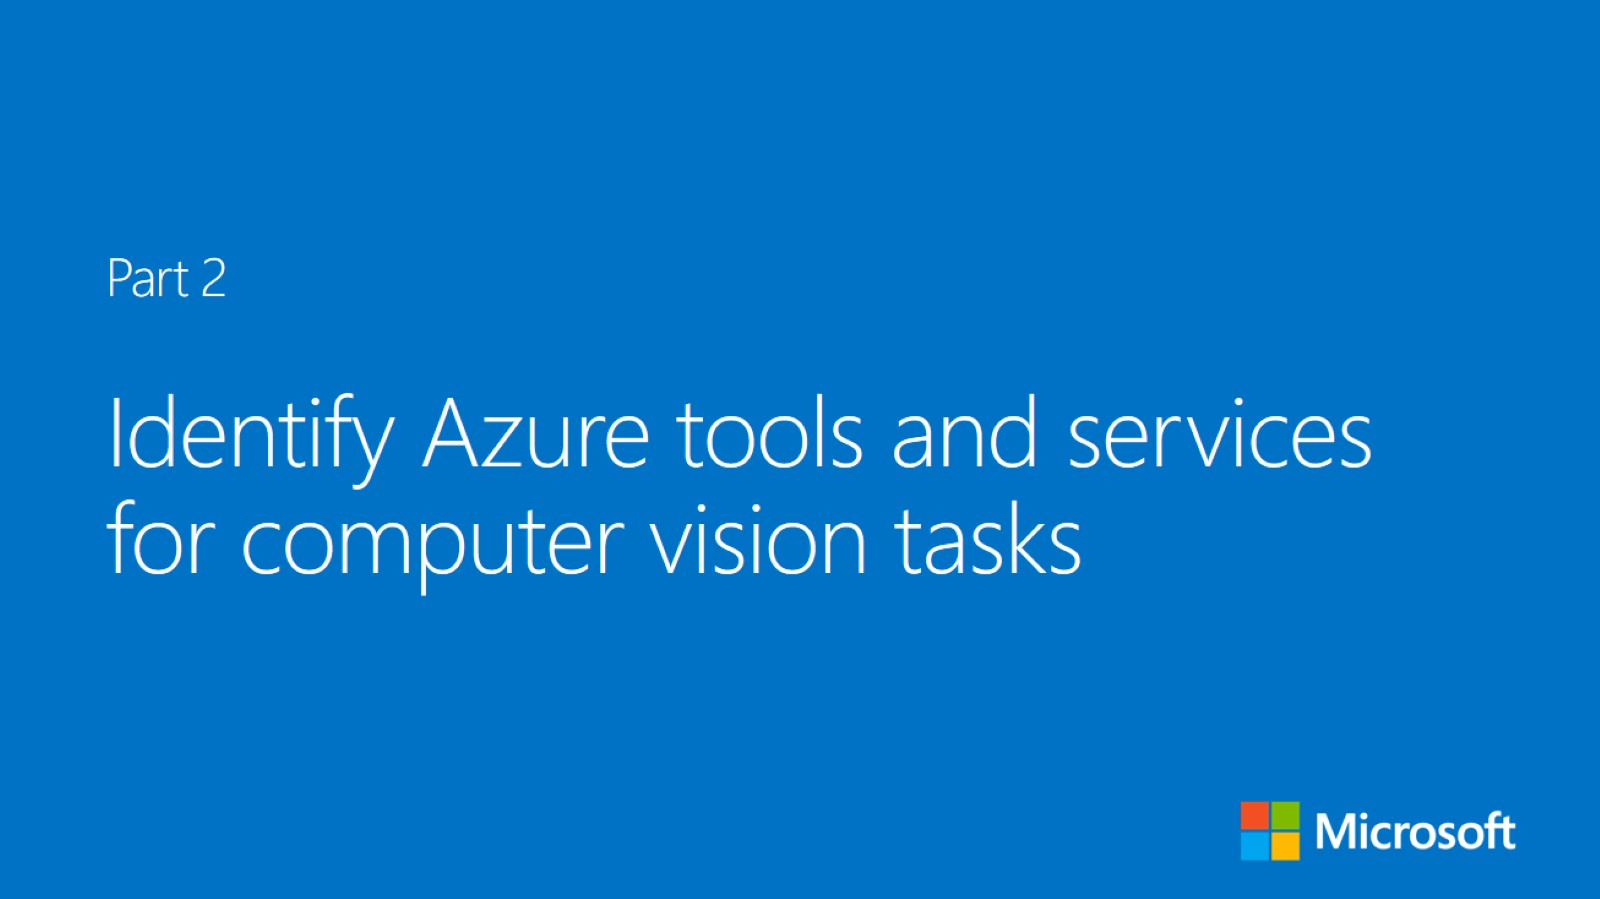 Part 2
Identify Azure tools and services
for computer vision tasks
Microsoft